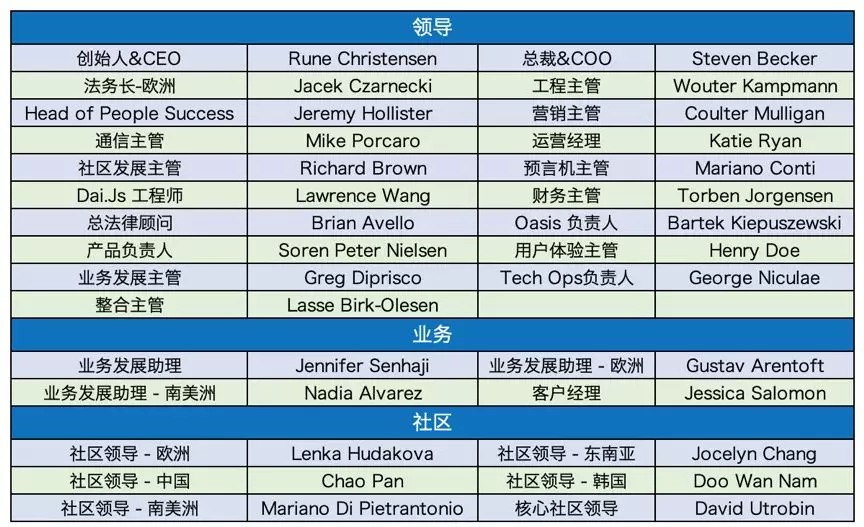 领导
创始人&CEO Rune Christensen 总裁&COO Steven Becker
法务长-欧洲 Jacek Czarnecki 工程主管 Wouter Kampmann
Head of People Success Jeremy Hollister 营销主管 Coulter Mulligan
通信主管 Mike Porcaro 运营经理 Katie Ryan
社区发展主管 Richard Brown 预言机主管 Mariano Conti
Dai.Js 工程师 Lawrence Wang 财务主管 Torben Jorgensen
总法律顾问 Brian Avello Oasis 负责人 Bartek Kiepuszewski
产品负责人 Soren Peter Nielsen 用户体验主管 Henry Doe
业务发展主管 Greg Diprisco Tech Ops负责人 George Niculae
整合主管 Lasse Birk-Olesen
业务
业务发展助理 Jennifer Senhaji 业务发展助理 - 欧洲 Gustav Arentoft
业务发展助理 - 南美洲 Nadia Alvarez 客户经理 Jessica Salomon
社区
社区领导 - 欧洲 Lenka Hudakova 社区领导 - 东南亚 Jocelyn Chang
社区领导 - 中国 Chao Pan 社区领导 - 韩国 Doo Wan Nam
社区领导 - 南美洲 Mariano Di Pietrantonio 核心社区领导 David Utrobin